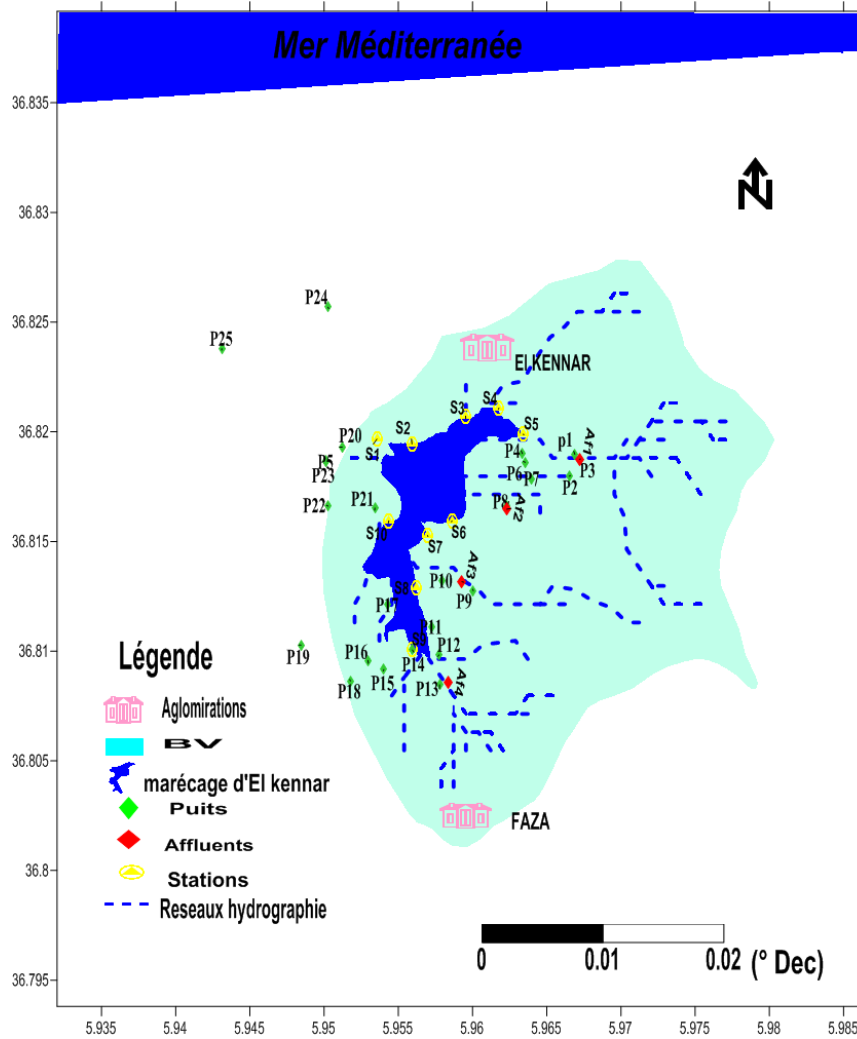 Mer Méditerranée
36.835
36.83
36.825
36.82
36.815
36.81
36.805
36.8
36.795
N
P24
P25
El KENNAR
S4
S3
S5
S2
S1
P20
P5
P23
P4
p1
Af1
P3
P6
P7
P2
P22
P21
P8
Af2
S10
S6
S7
Af3
P10
S8
P9
P17
P11
S9
P12
P19
P16
P14
P15
P18
P13
Af4
Légende
Aglomirations
BV
marécage d'El kennar
Puits
Affluents
Stations
Reseaux hydrographie
FAZA
0 0.01 0.02 (° Dec)
5.935 5.94 5.945 5.95 5.955 5.96 5.965 5.97 5.975 5.98 5.985